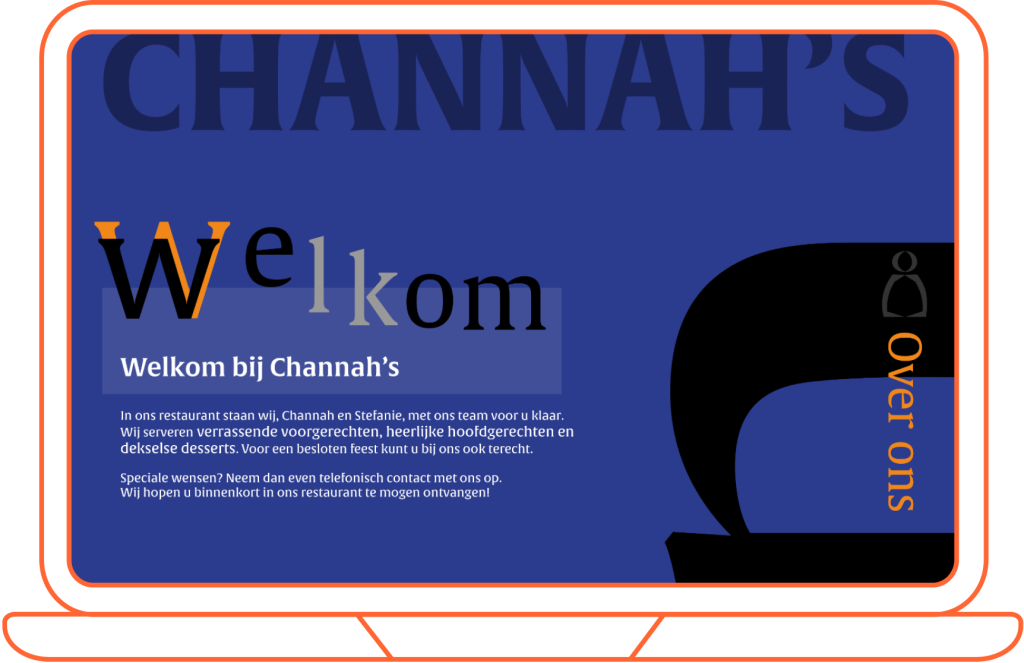 CHANNAH'S
Welkom
Welkom bij Channah's
In ons restaurant staan wij, Channah en Stefanie, met ons team voor u klaar.
Wij serveren verrassende voorgerechten, heerlijke hoofdgerechten en
dekselse desserts. Voor een besloten feest kunt u bij ons ook terecht.
Speciale wensen? Neem dan even telefonisch contact met ons op.
Wij hopen u binnenkort in ons restaurant te mogen ontvangen!
Over ons